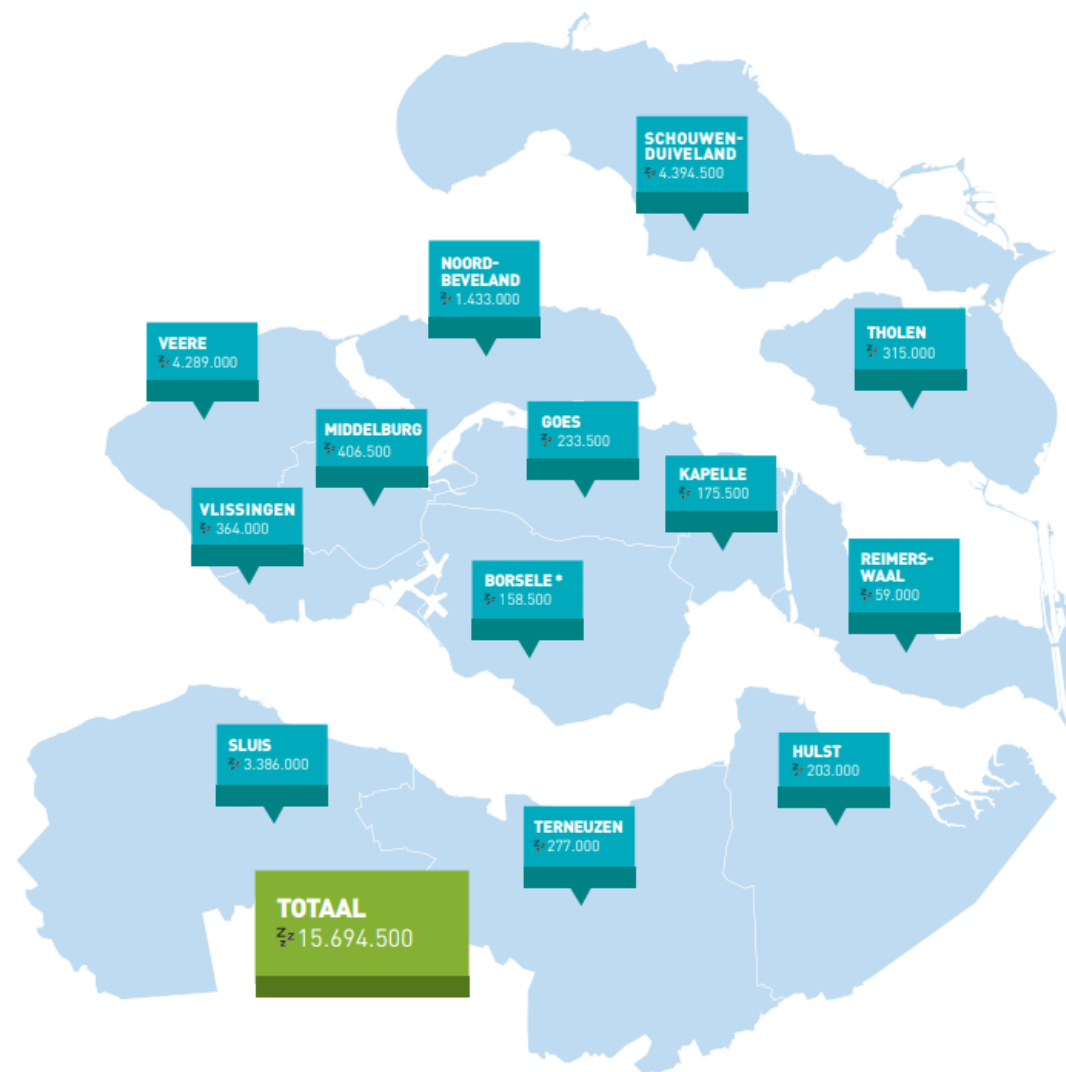 SCHOUWEN-
DUIVELAND
4.394.500
NOORD-
BEVELAND
1.433.000
VEERE
4.289.000
THOLEN
315.000
MIDDELBURG
406.500
GOES
233.500
KAPELLE
175.500
VLISSINGEN
364.000
BORSELE *
158.500
REIMERS-
WAAL
59.000
SLUIS
3.386.000
HULST
203.000
TERNEUZEN
277.000
TOTAAL
15.694.500